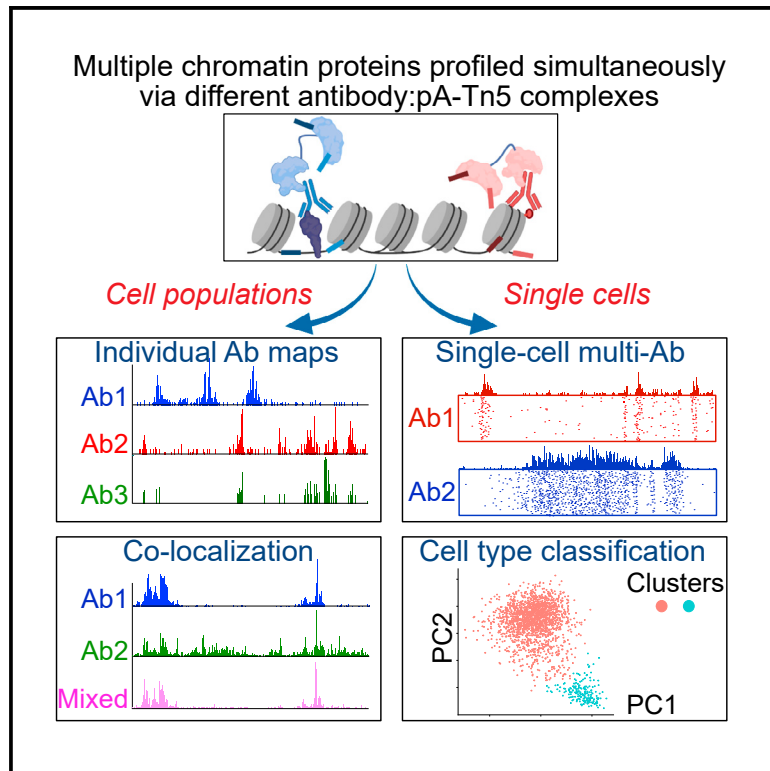 Multiple chromatin proteins profiled simultaneously
via different antibody:pA-Tn5 complexes
Cell populations
Single cells
Individual Ab maps
Ab1
Ab2
Ab3
Single-cell multi-Ab
Ab1
Ab2
Co-localization
Ab1
Ab2
Mixed
Cell type classification
Clusters
PC2
PC1